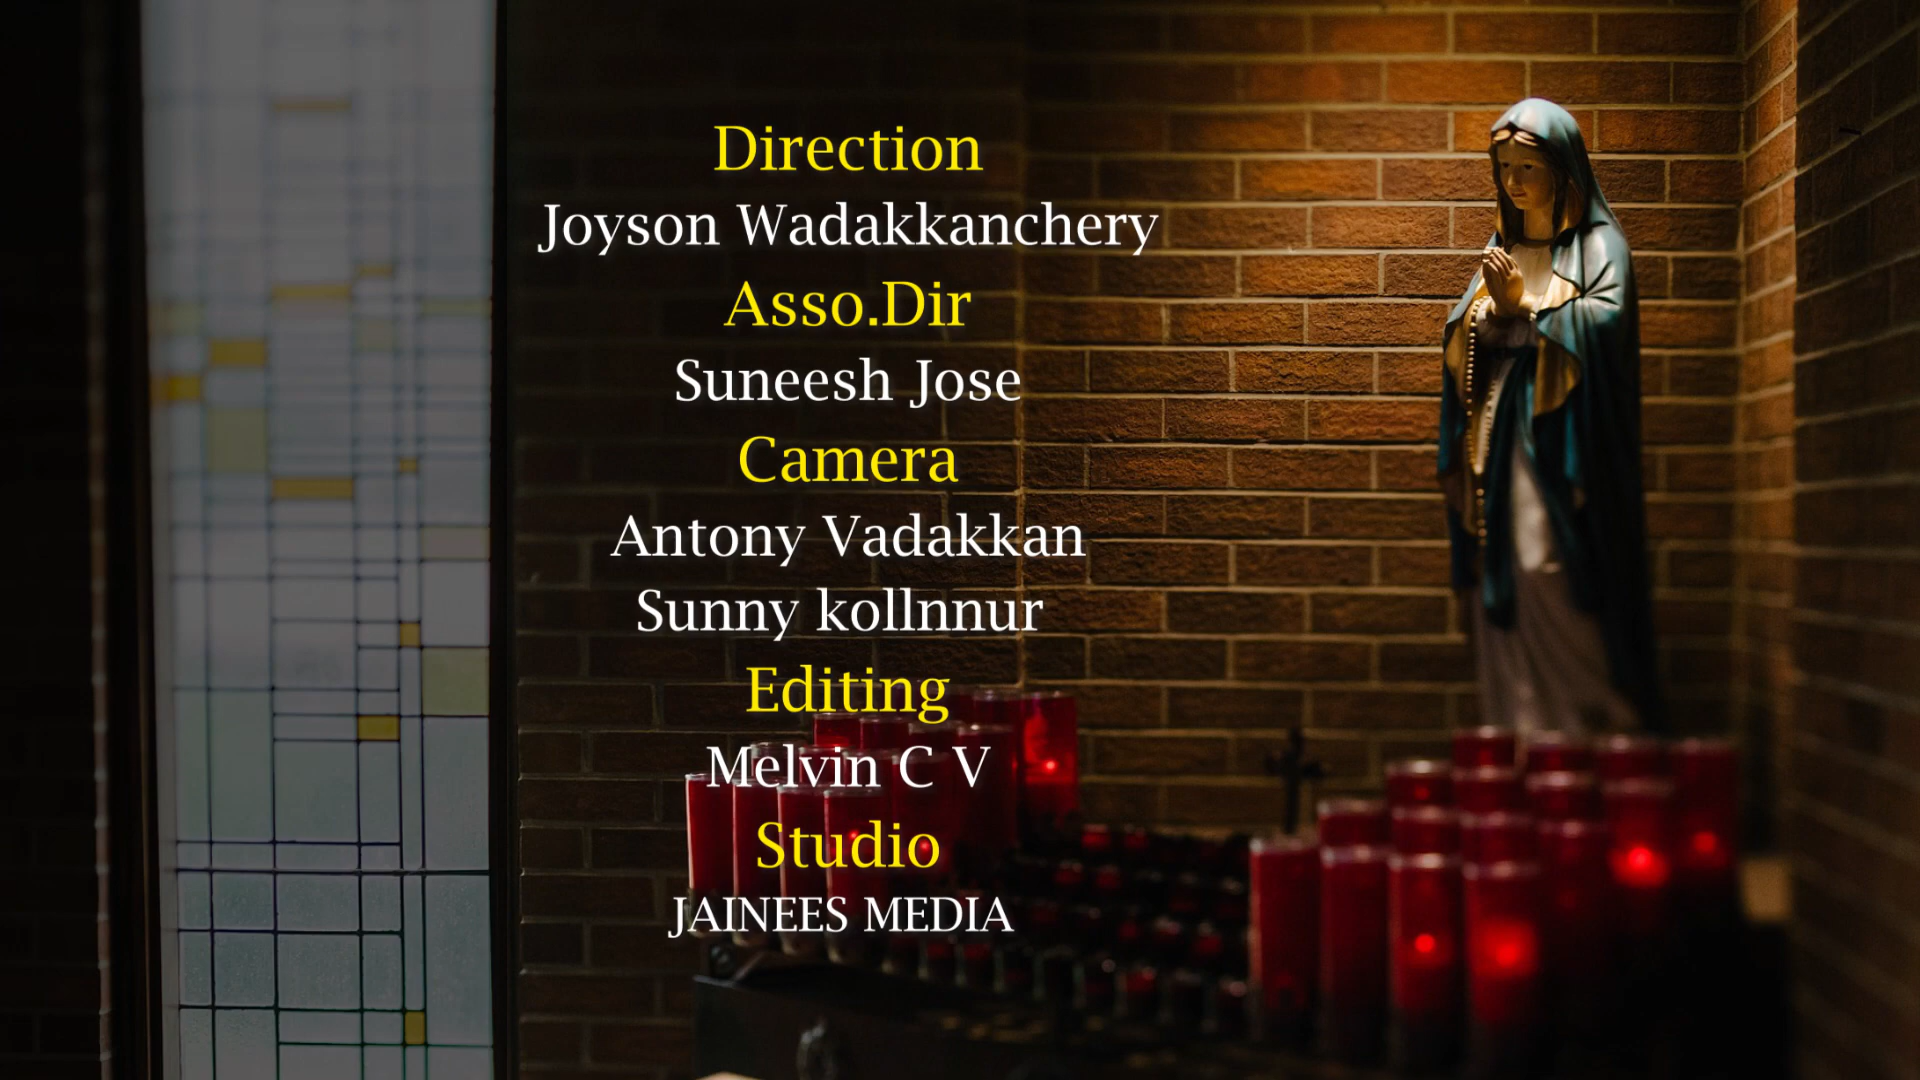 Direction
Joyson Wadakkanchery
Asso.Dir
Suneesh Jose
Camera
Antony Vadakkan
Sunny kollnnur
Editing
Melvin C V
Studio
JAINEES MEDIA